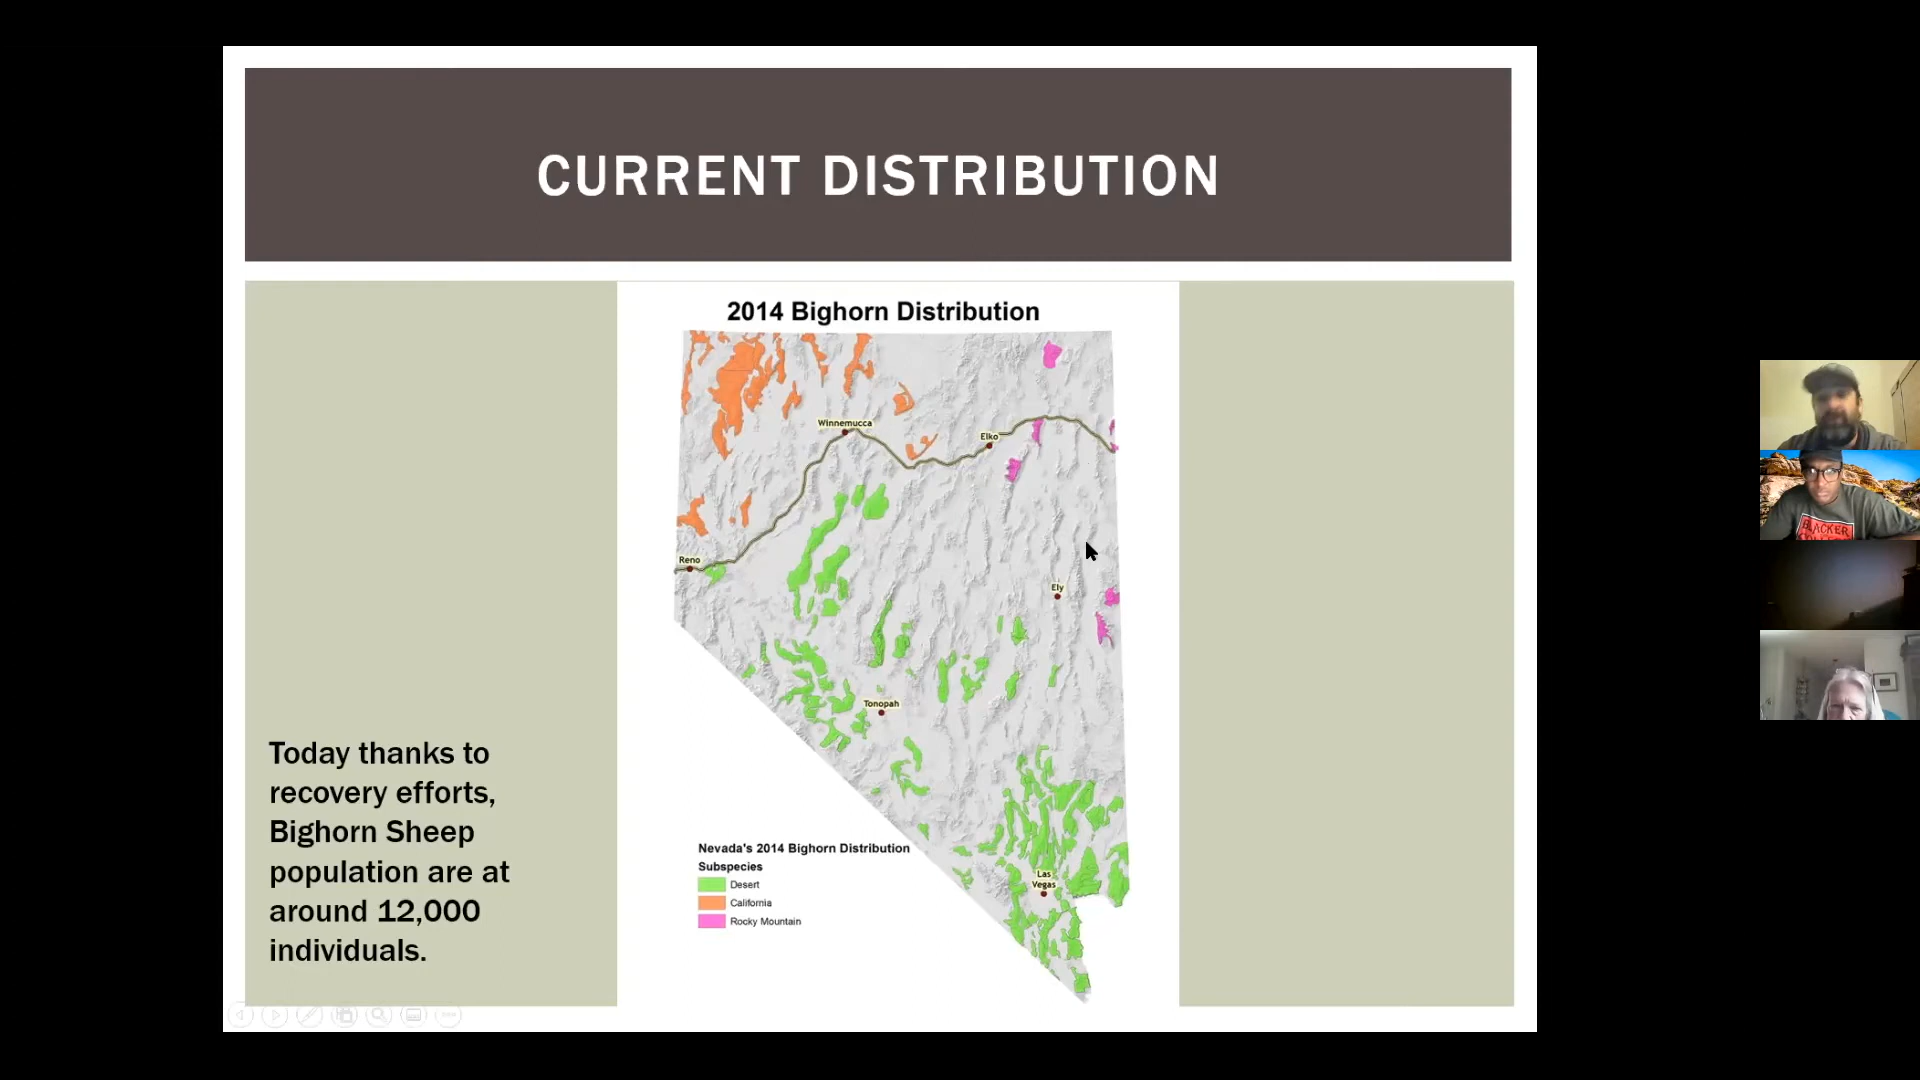 CURRENT DISTRIBUTION
2014 Bighorn Distribution
Winnemucca
Elko
Reno
Ely
Tonopah
Las
Vegas
Today thanks to
recovery efforts,
Bighorn Sheep
population are at
around 12,000
individuals.
Nevada's 2014 Bighorn Distribution
Subspecies
Desert
California
Rocky Mountain
BLACKER